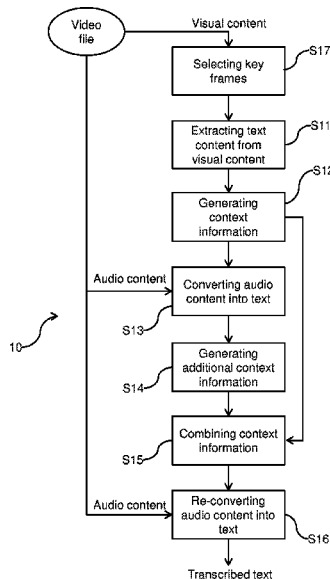 Video
file
Visual content
Selecting key
frames
S17
Extracting text
content from
visual content
S11
Generating
context
information
S12
Audio content
Converting audio
content into text
S13
10
Generating
additional context
information
S14
Combining context
information
S15
Audio content
Re-converting
audio content into
text
S16
Transcribed text